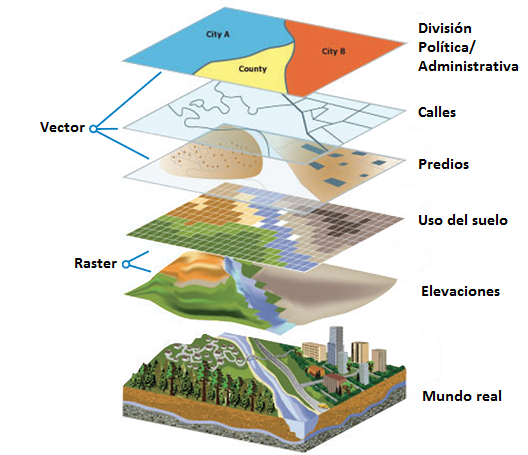 City A
City B
County
División
Política/
Administrativa
Calles
Vector
Predios
Uso del suelo
Raster
Elevaciones
Mundo real